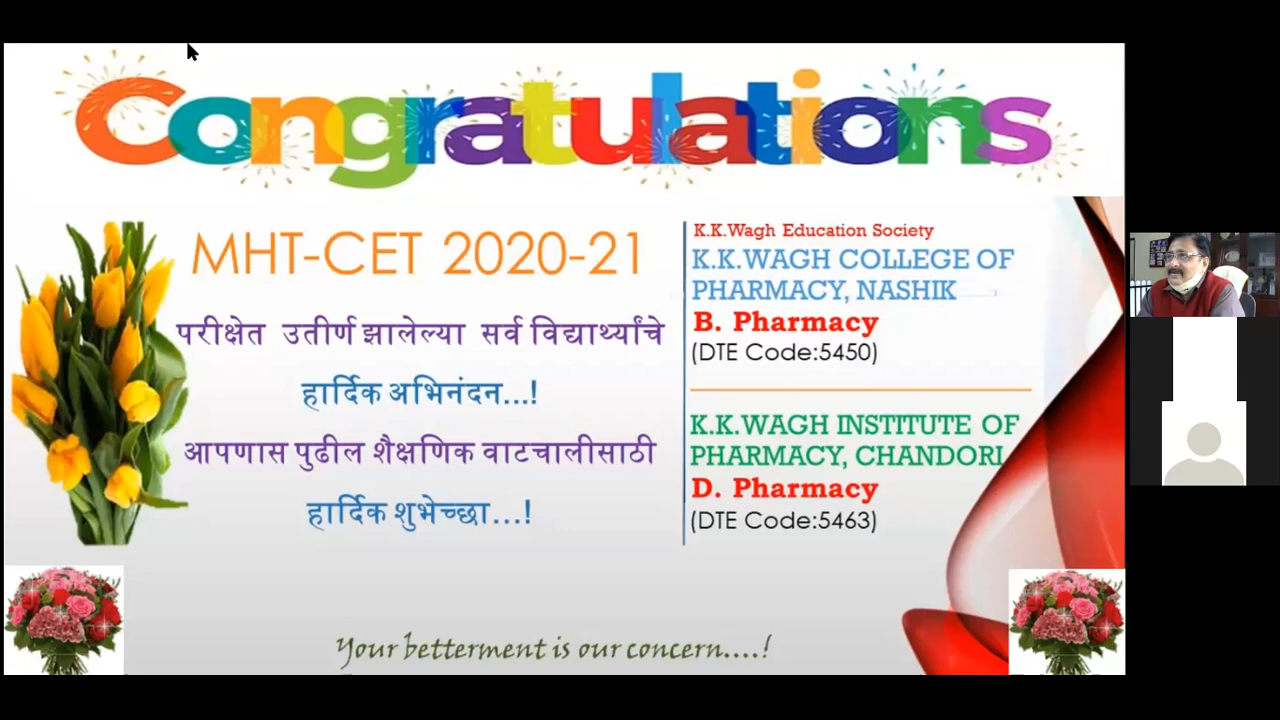 Congratulations
MHT-CET 2020-21
परीक्षेत उतीर्ण झालेल्या सर्व विद्यार्थ्यांचे
हार्दिक अभिनंदन...!
आपणास पुढील शैक्षणिक वाटचालीसाठी
हार्दिक शुभेच्छा...!
K.K.Wagh Education Society
K.K.WAGH COLLEGE OF
PHARMACY, NASHIK
B. Pharmacy
(DTE Code:5450)
K.K.WAGH INSTITUTE OF
PHARMACY, CHANDORI
D. Pharmacy
(DTE Code:5463)
Your betterment is our concern....!